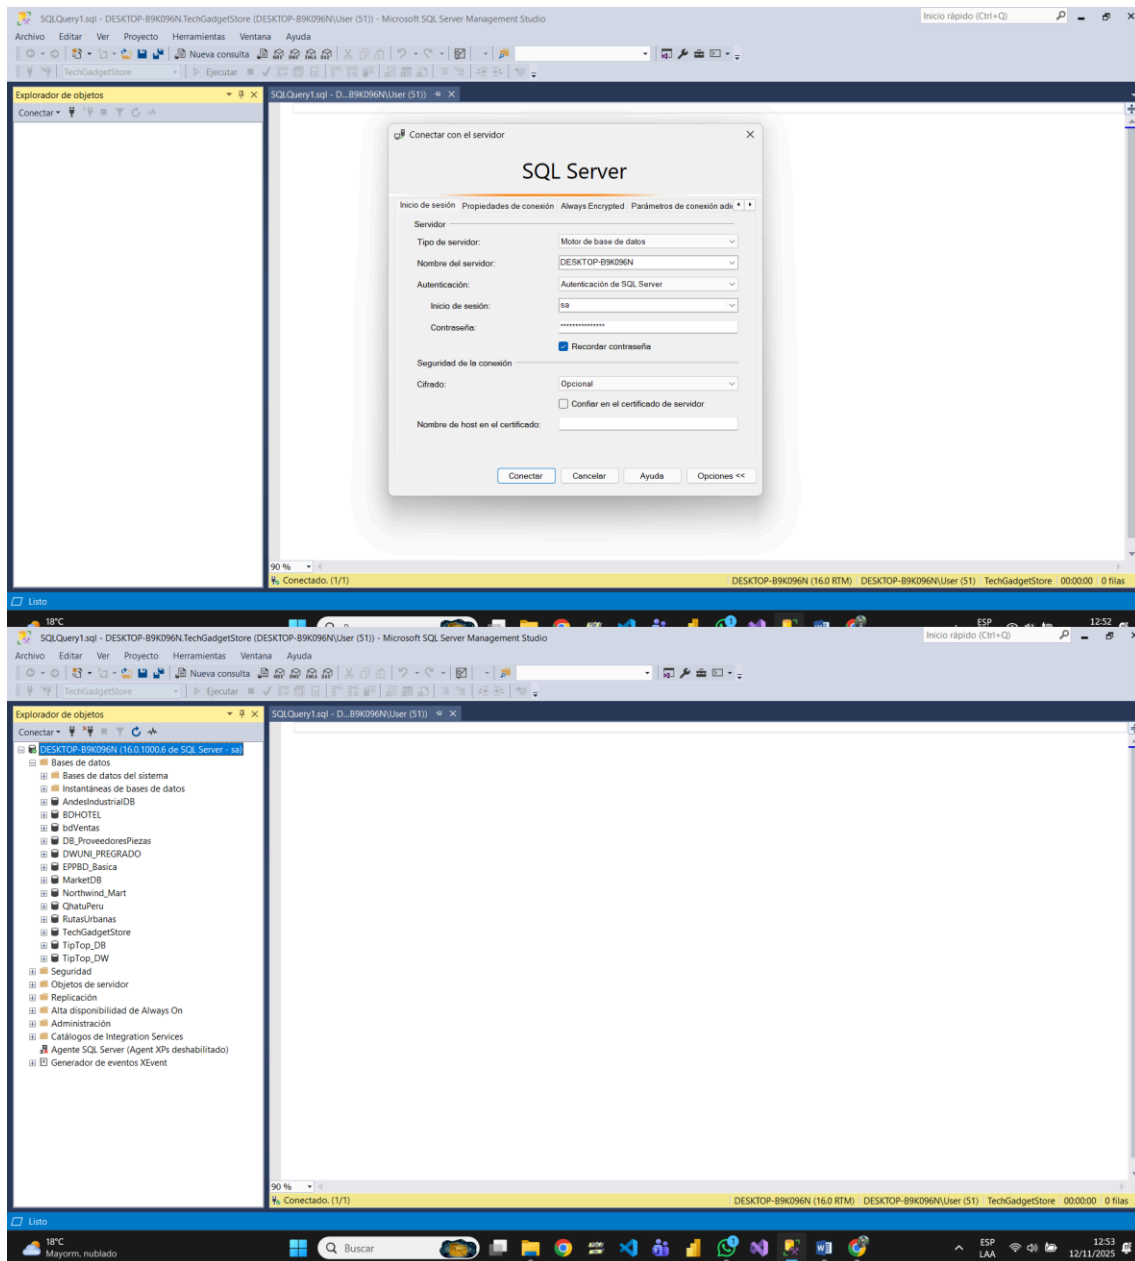 SQLQuery1.sql - DESKTOP-B9K096N.TechGadgetStore (DESKTOP-B9K096N\User (51)) - Microsoft SQL Server Management Studio
Inicio rápido (Ctrl+Q)
Archivo Editar Ver Proyecto Herramientas Ventana Ayuda
Nueva consulta
TechGadgetStore Ejecutar
Explorador de objetos
SQLQuery1.sql - D...B9K096N\User (51))
Conectar
Conectar con el servidor
SQL Server
Inicio de sesión Propiedades de conexión Always Encrypted Parámetros de conexión adic
Servidor
Tipo de servidor: Motor de base de datos
Nombre del servidor: DESKTOP-B9K096N
Autenticación: Autenticación de SQL Server
Inicio de sesión: sa
Contraseña: ***************
Recordar contraseña
Seguridad de la conexión
Cifrado: Opcional
Confiar en el certificado de servidor
Nombre de host en el certificado:
Conectar Cancelar Ayuda Opciones <<
90 %
Conectado. (1/1) DESKTOP-B9K096N (16.0 RTM) DESKTOP-B9K096N\User (51) TechGadgetStore 00:00:00 0 filas
Listo
18°C ESP 12:52
SQLQuery1.sql - DESKTOP-B9K096N.TechGadgetStore (DESKTOP-B9K096N\User (51)) - Microsoft SQL Server Management Studio
Inicio rápido (Ctrl+Q)
Archivo Editar Ver Proyecto Herramientas Ventana Ayuda
Nueva consulta
TechGadgetStore Ejecutar
Explorador de objetos
SQLQuery1.sql - D...B9K096N\User (51))
Conectar
DESKTOP-B9K096N (16.0.1000.6 de SQL Server - sa)
Bases de datos
Bases de datos del sistema
Instantáneas de bases de datos
AndesIndustrialDB
BDHOTEL
bdVentas
DB_ProveedoresPiezas
DWUNI_PREGRADO
EPPBD_Basica
MarketDB
Northwind_Mart
QhatuPeru
RutasUrbanas
TechGadgetStore
TipTop_DB
TipTop_DW
Seguridad
Objetos de servidor
Replicación
Alta disponibilidad de Always On
Administración
Catálogos de Integration Services
Agente SQL Server (Agent XPs deshabilitado)
Generador de eventos XEvent
90 %
Conectado. (1/1) DESKTOP-B9K096N (16.0 RTM) DESKTOP-B9K096N\User (51) TechGadgetStore 00:00:00 0 filas
Listo
18°C
Mayorm. nublado
Buscar
1
ESP
LAA
12:53
12/11/2025